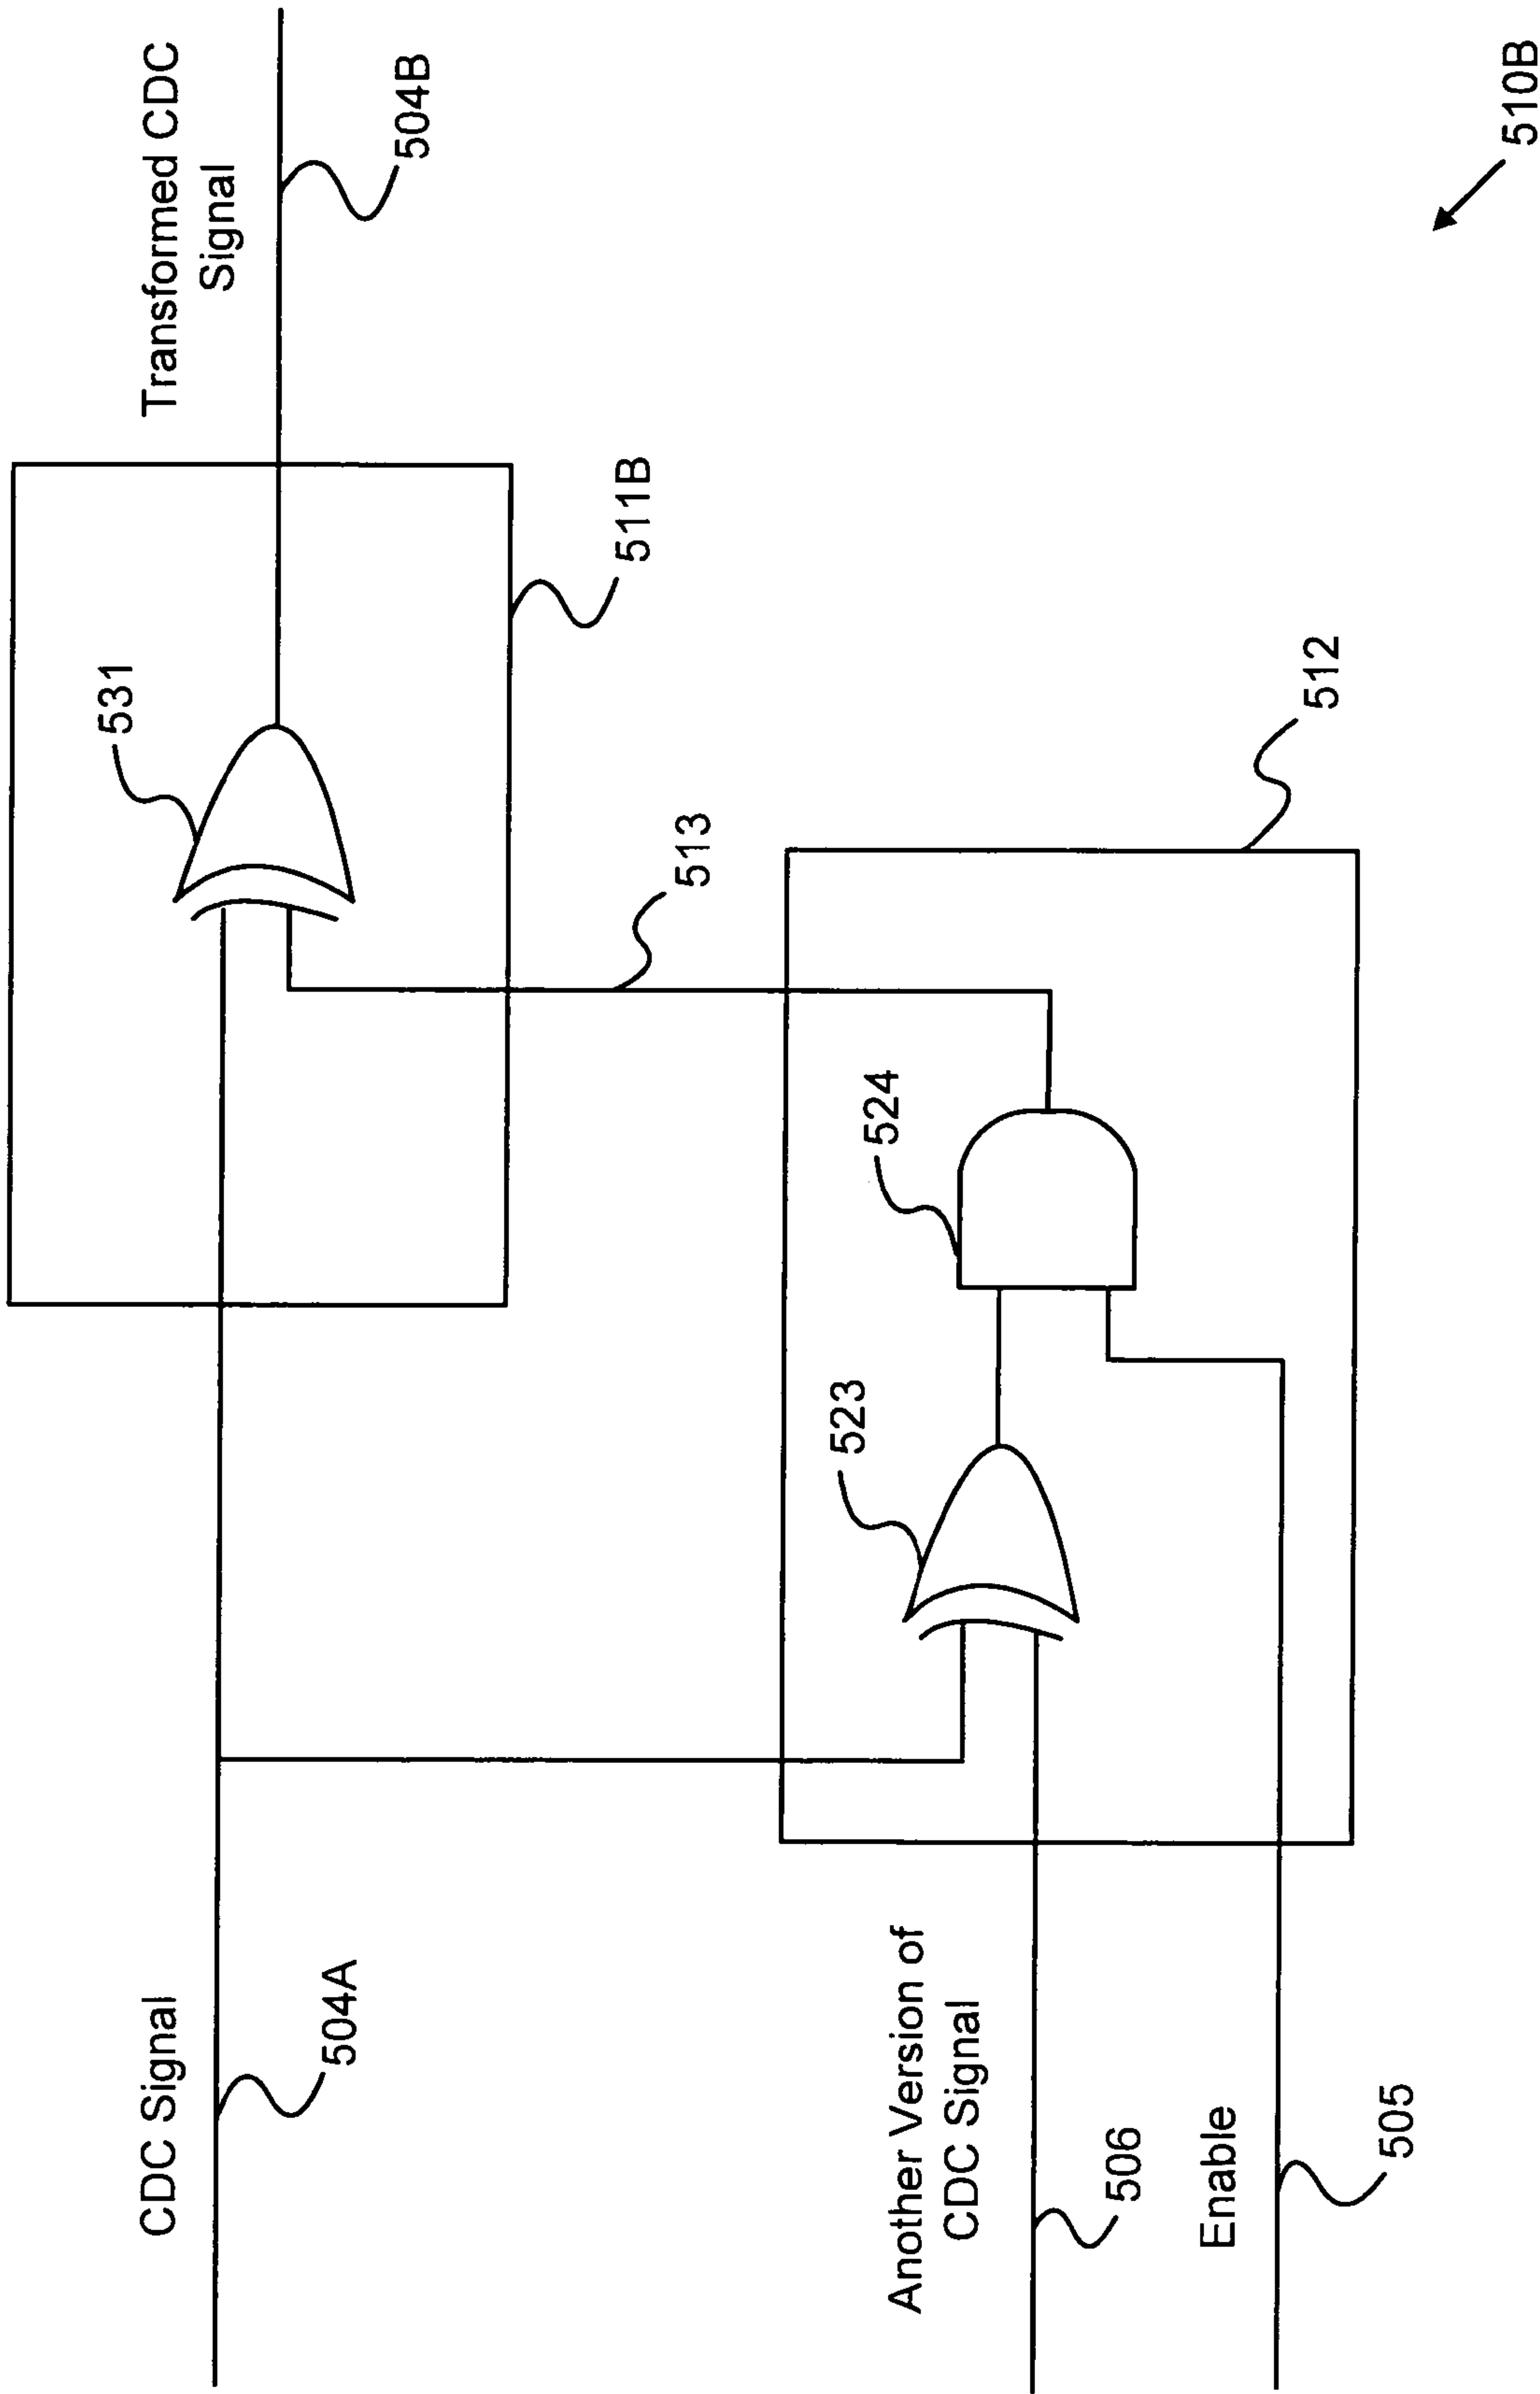 CDC Signal
504A
531
Transformed CDC
Signal
504B
511B
513
Another Version of
CDC Signal
506
523
524
512
Enable
505
510B